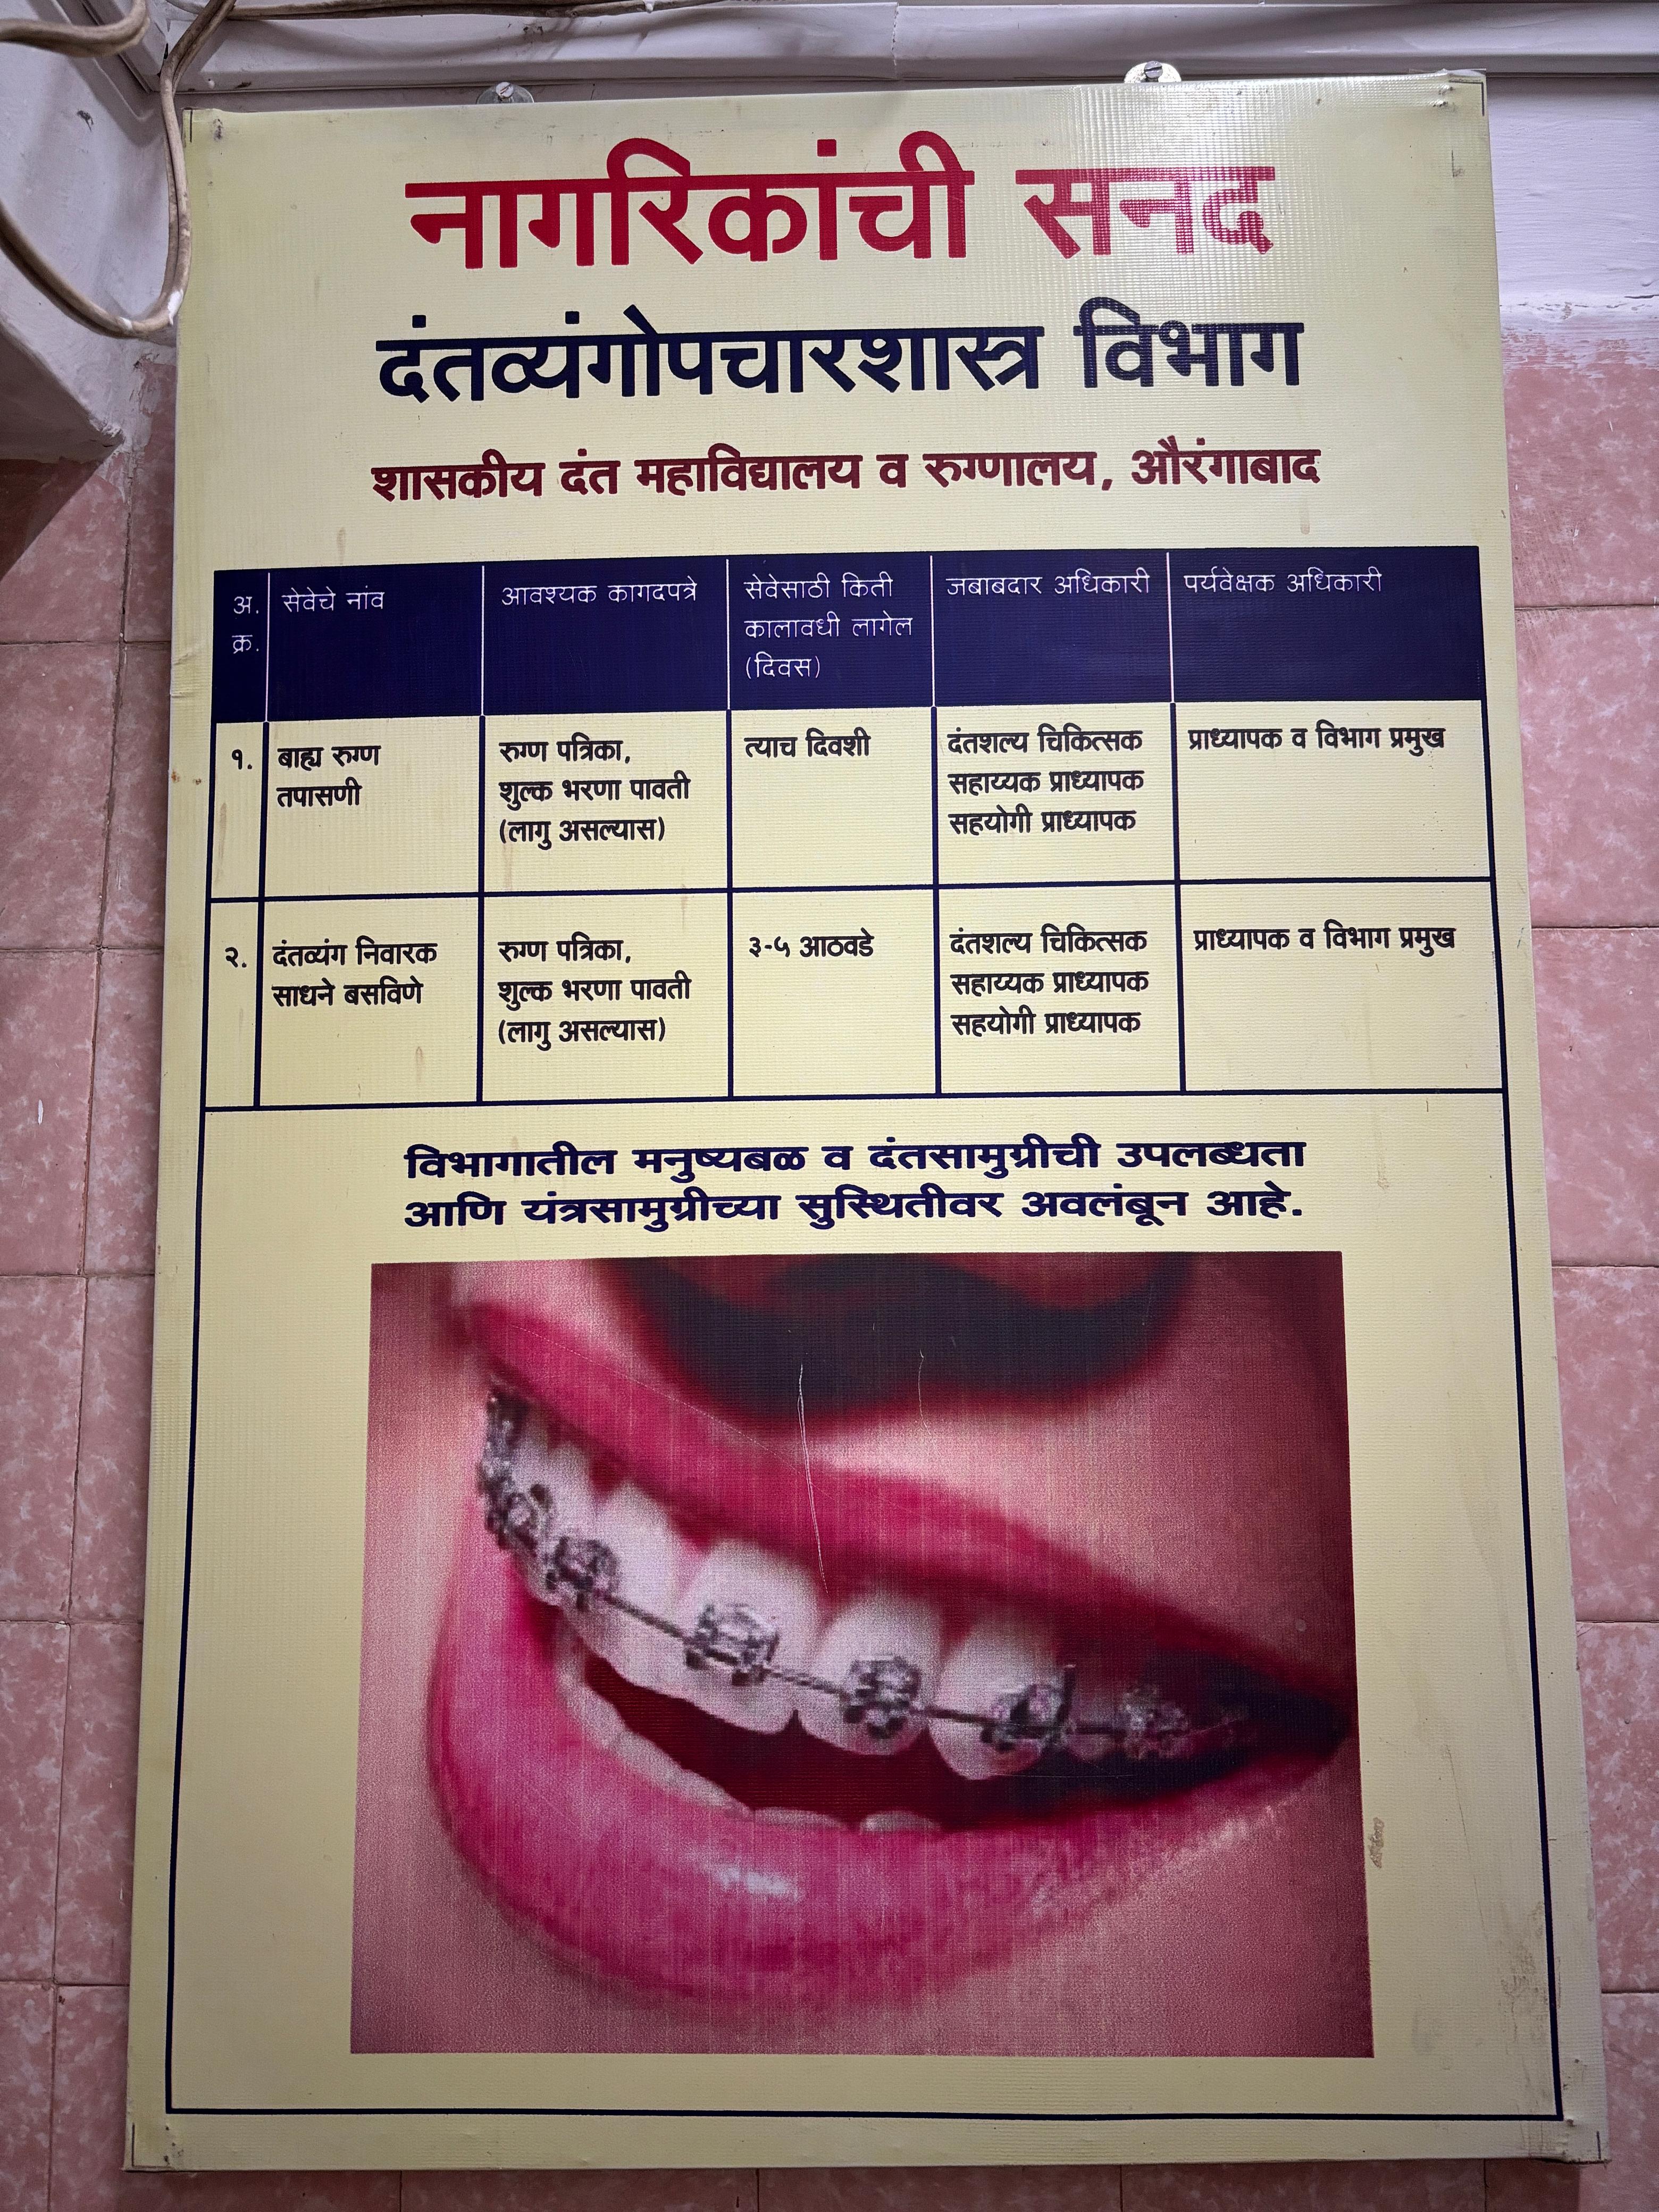 नागरिकांची सनद
दंतव्यंगोपचारशास्त्र विभाग
शासकीय दंत महाविद्यालय व रुग्णालय, औरंगाबाद
अ. क्र.
सेवेचे नांव
आवश्यक कागदपत्रे
सेवेसाठी किती
कालावधी लागेल
(दिवस)
जबाबदार अधिकारी
पर्यवेक्षक अधिकारी
१.
बाह्य रुग्ण
तपासणी
रुग्ण पत्रिका,
शुल्क भरणा पावती
(लागु असल्यास)
त्याच दिवशी
दंतशल्य चिकित्सक
सहाय्यक प्राध्यापक
सहयोगी प्राध्यापक
प्राध्यापक व विभाग प्रमुख
२.
दंतव्यंग निवारक
साधने बसविणे
रुग्ण पत्रिका,
शुल्क भरणा पावती
(लागु असल्यास)
३-५ आठवडे
दंतशल्य चिकित्सक
सहाय्यक प्राध्यापक
सहयोगी प्राध्यापक
प्राध्यापक व विभाग प्रमुख
विभागातील मनुष्यबळ व दंतसामुग्रीची उपलब्धता
आणि यंत्रसामुग्रीच्या सुस्थितीवर अवलंबून आहे.